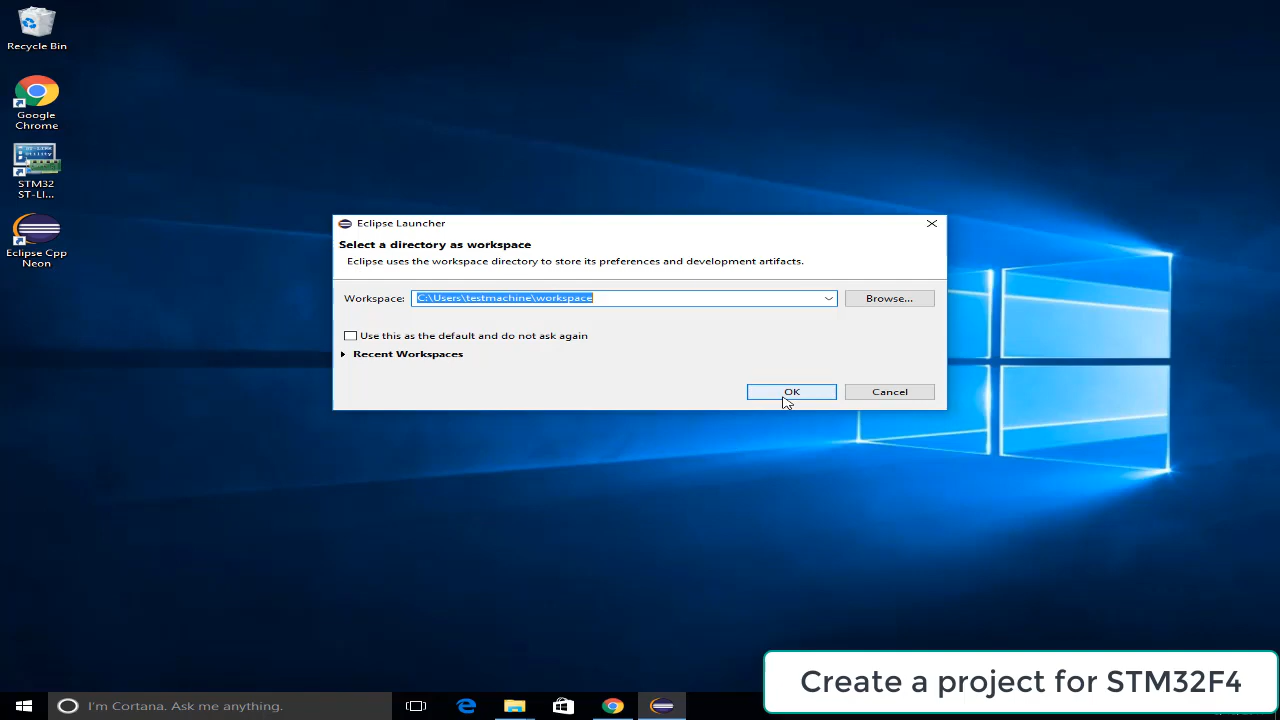 Recycle Bin
Google
Chrome
STM32
ST-LI...
Eclipse Cpp
Neon
Eclipse Launcher
Select a directory as workspace
Eclipse uses the workspace directory to store its preferences and development artifacts.
Workspace: C:\Users\testmachine\workspace Browse...
Use this as the default and do not ask again
Recent Workspaces
OK Cancel
Create a project for STM32F4
I'm Cortana. Ask me anything.